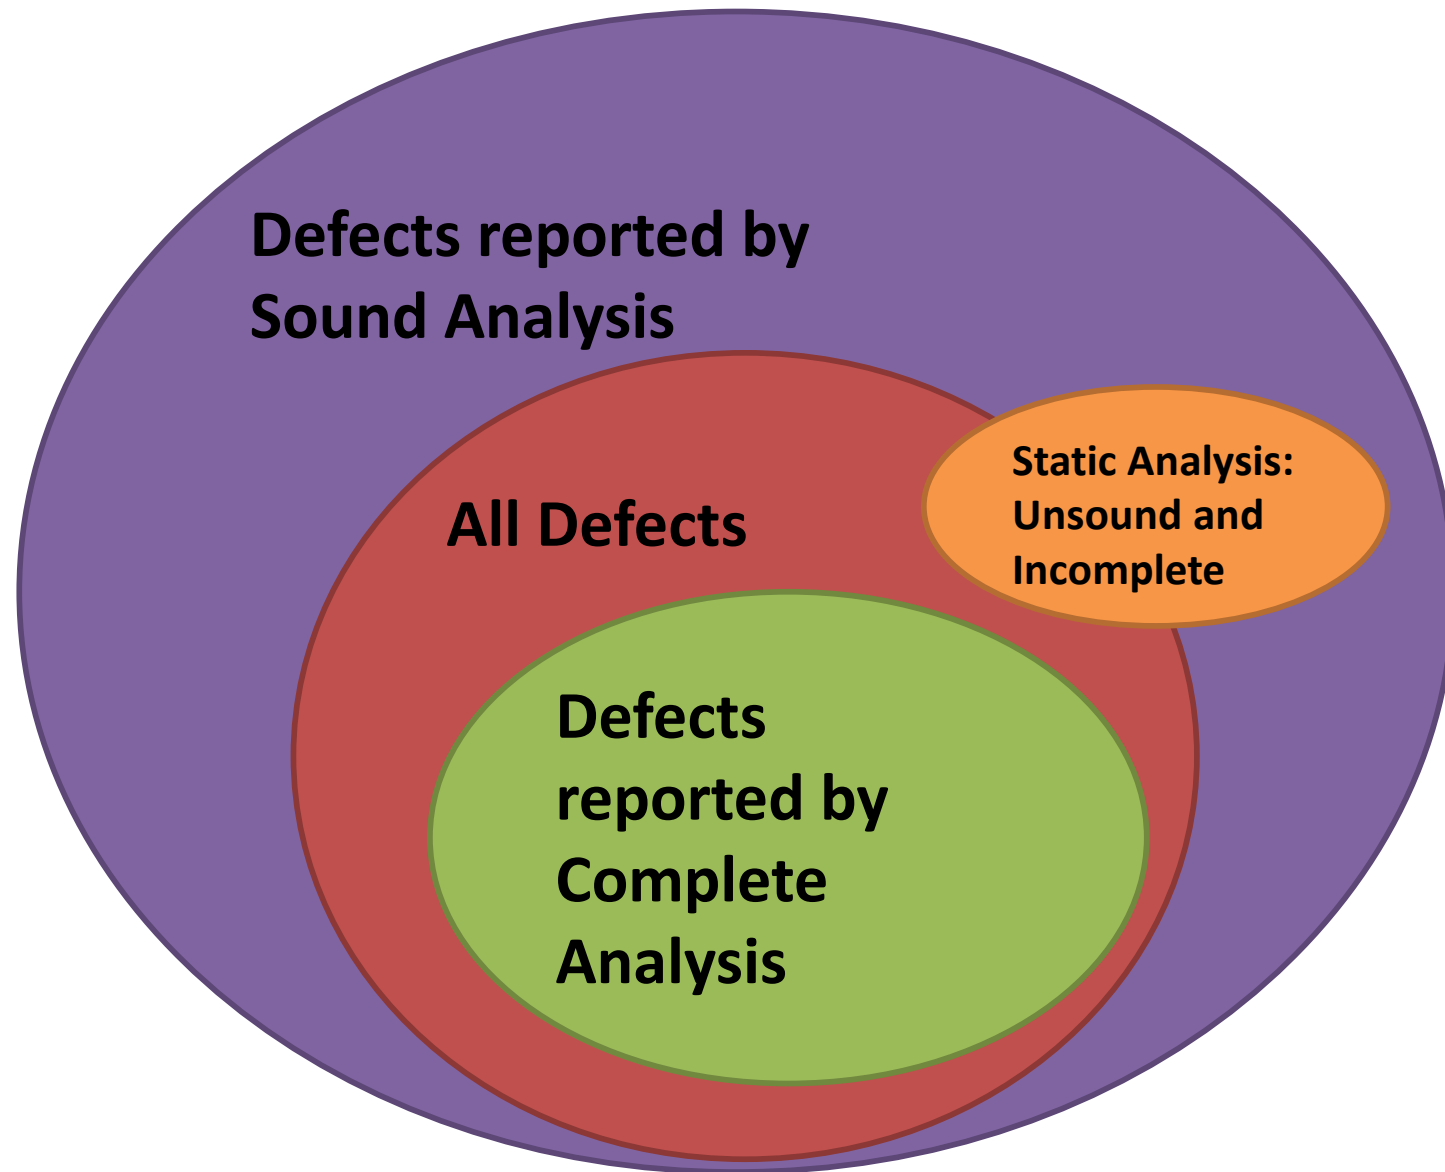 Defects reported by
Sound Analysis
Static Analysis:
Unsound and
Incomplete
All Defects
Defects
reported by
Complete
Analysis